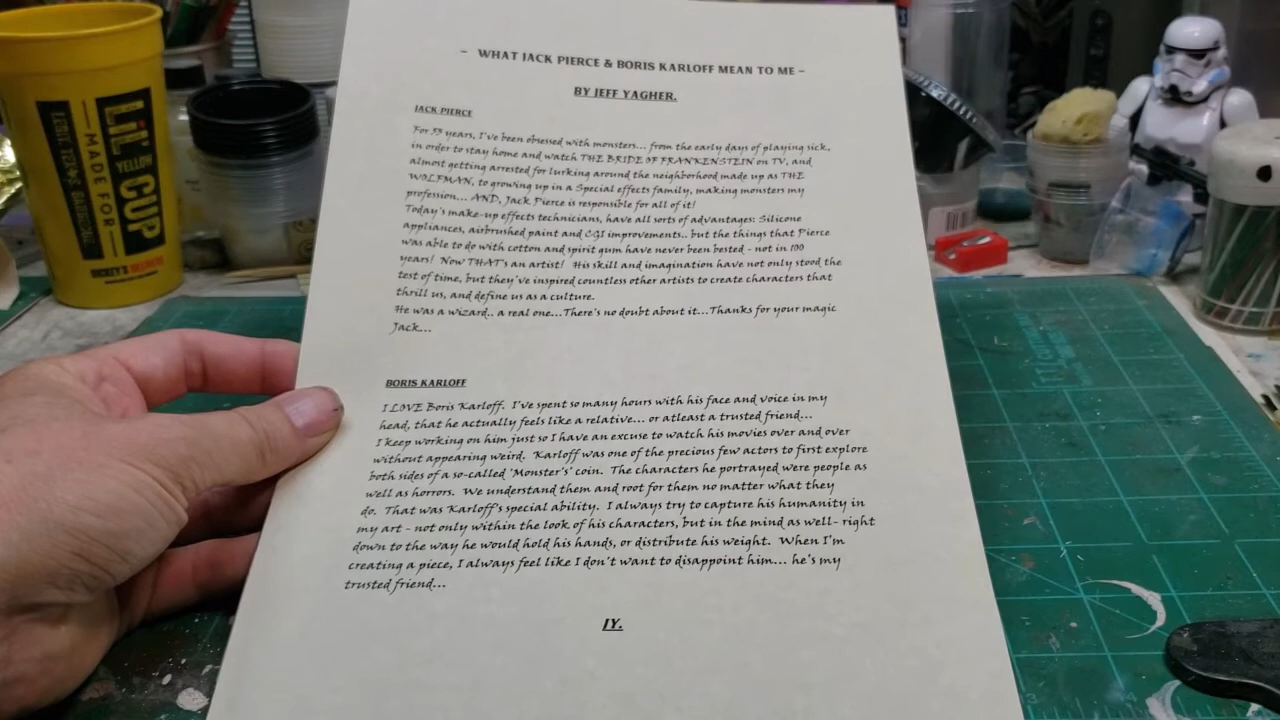 - WHAT JACK PIERCE & BORIS KARLOFF MEAN TO ME -
BY JEFF YAGHER.
JACK PIERCE
For 55 years, I've been obsessed with monsters... from the early days of playing sick,
in order to stay home and watch THE BRIDE OF FRANKENSTEIN on TV, and
almost getting arrested for lurking around the neighborhood made up as THE
WOLFMAN, to growing up in a Special effects family, making monsters my
profession... AND, Jack Pierce is responsible for all of it!
Today's make-up effects technicians, have all sorts of advantages: Silicone
appliances, airbrushed paint and CGI improvements.. but the things that Pierce
was able to do with cotton and spirit gum have never been bested - not in 100
years! Now THAT's an artist! His skill and imagination have not only stood the
test of time, but they've inspired countless other artists to create characters that
thrill us, and define us as a culture.
He was a wizard.. a real one...There's no doubt about it...Thanks for your magic
Jack...
BORIS KARLOFF
I LOVE Boris Karloff. I've spent so many hours with his face and voice in my
head, that he actually feels like a relative... or atleast a trusted friend...
I keep working on him just so I have an excuse to watch his movies over and over
without appearing weird. Karloff was one of the precious few actors to first explore
both sides of a so-called 'Monster's' coin. The characters he portrayed were people as
well as horrors. We understand them and root for them no matter what they
do. That was Karloff's special ability. I always try to capture his humanity in
my art - not only within the look of his characters, but in the mind as well- right
down to the way he would hold his hands, or distribute his weight. When I'm
creating a piece, I always feel like I don't want to disappoint him... he's my
trusted friend...
JY.
LiL'
YELLOW
CUP
MADE FOR
LEGIT. TEXAS. BARBECUE.